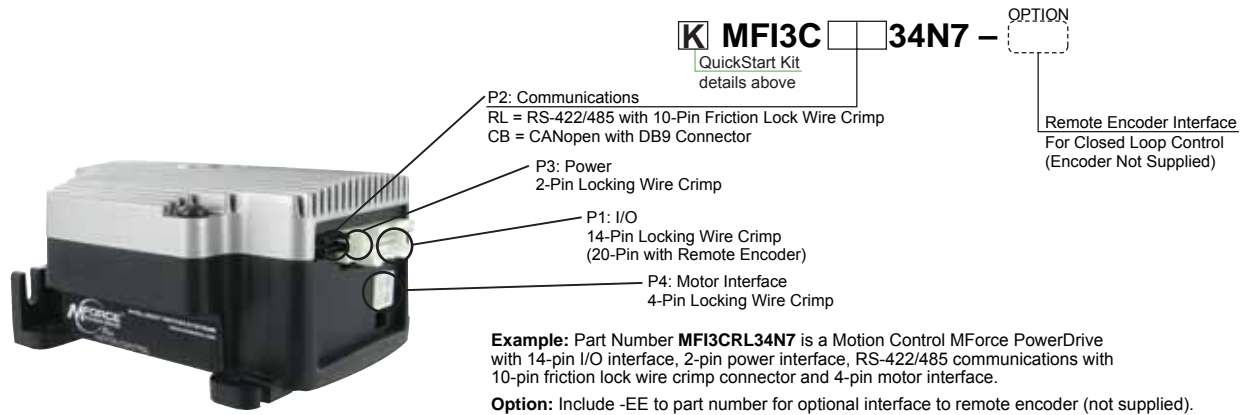 OPTION
K MFI3C 34N7 –
QuickStart Kit
details above
P2: Communications
RL = RS-422/485 with 10-Pin Friction Lock Wire Crimp
CB = CANopen with DB9 Connector
Remote Encoder Interface
For Closed Loop Control
(Encoder Not Supplied)
P3: Power
2-Pin Locking Wire Crimp
P1: I/O
14-Pin Locking Wire Crimp
(20-Pin with Remote Encoder)
P4: Motor Interface
4-Pin Locking Wire Crimp
MFORCE
Example: Part Number MFI3CRL34N7 is a Motion Control MForce PowerDrive
with 14-pin I/O interface, 2-pin power interface, RS-422/485 communications with
10-pin friction lock wire crimp connector and 4-pin motor interface.
Option: Include -EE to part number for optional interface to remote encoder (not supplied).